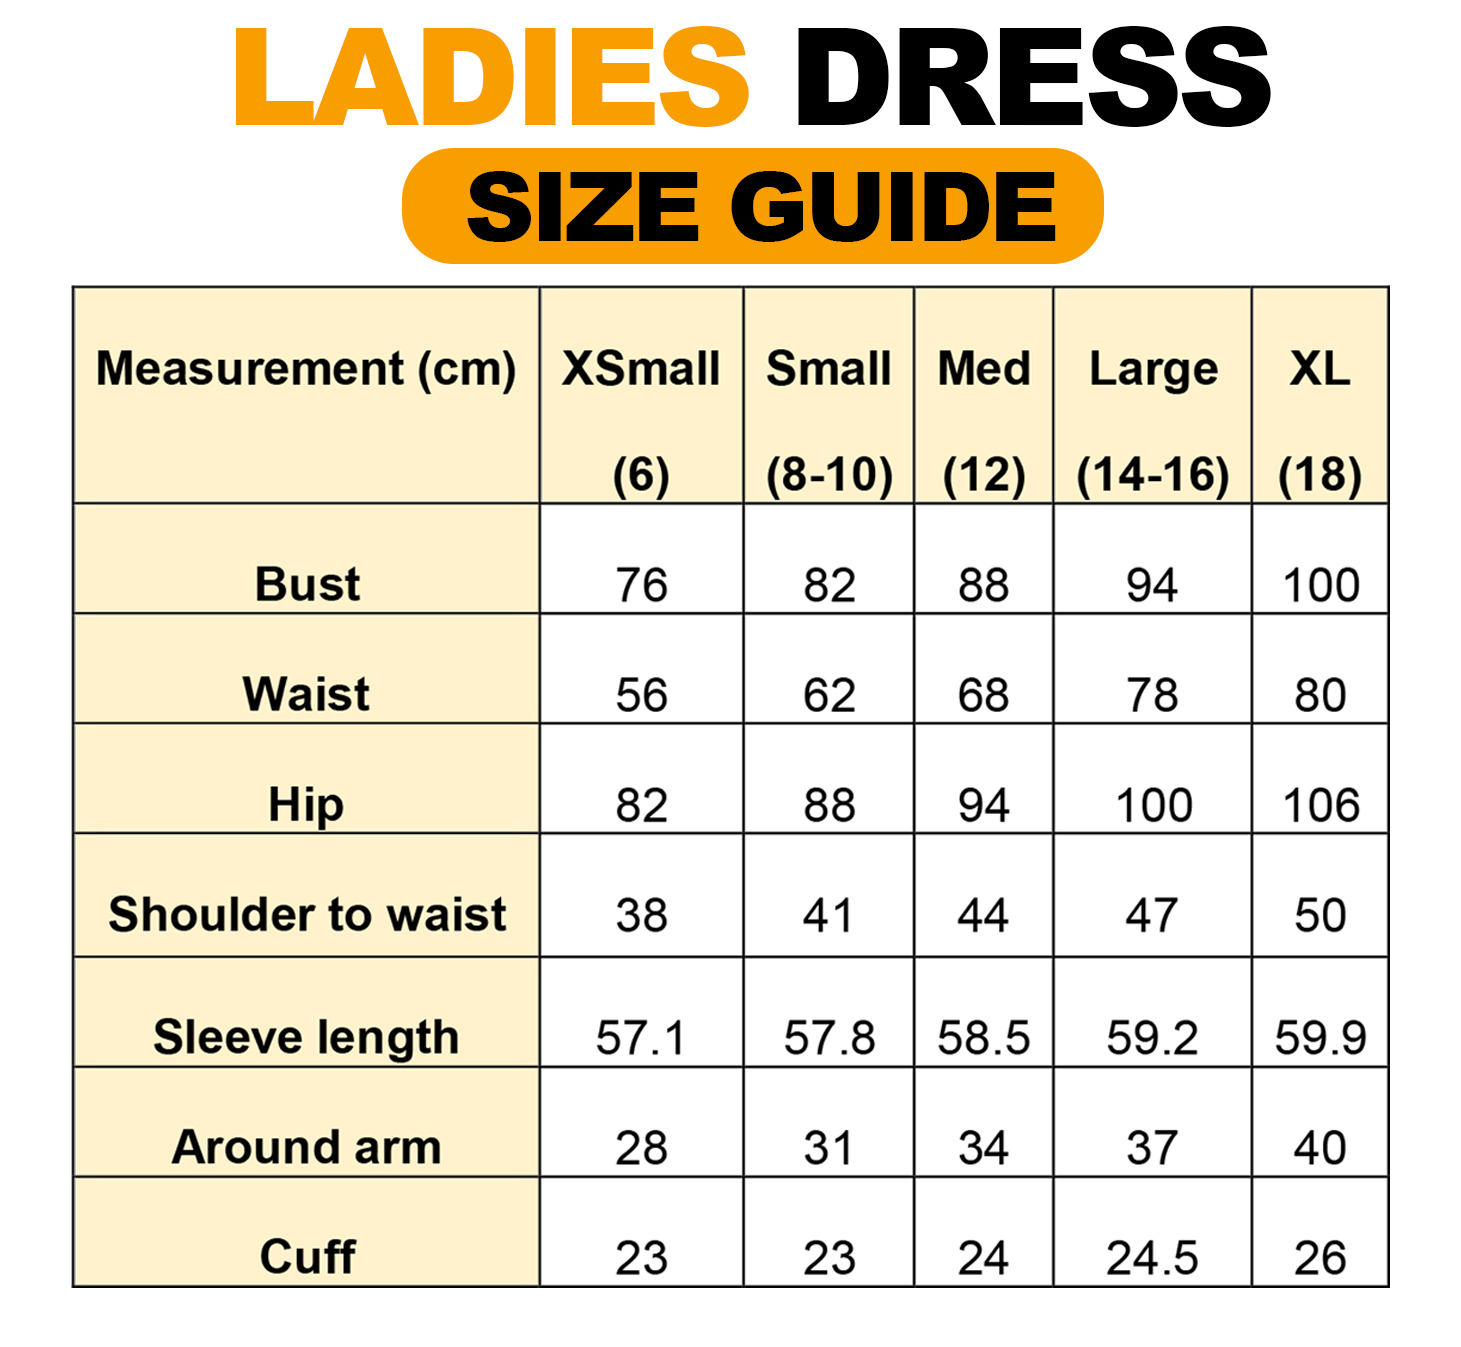 LADIES DRESS
SIZE GUIDE
Measurement (cm) XSmall Small Med Large XL
(6) (8-10) (12) (14-16) (18)
Bust 76 82 88 94 100
Waist 56 62 68 78 80
Hip 82 88 94 100 106
Shoulder to waist 38 41 44 47 50
Sleeve length 57.1 57.8 58.5 59.2 59.9
Around arm 28 31 34 37 40
Cuff 23 23 24 24.5 26